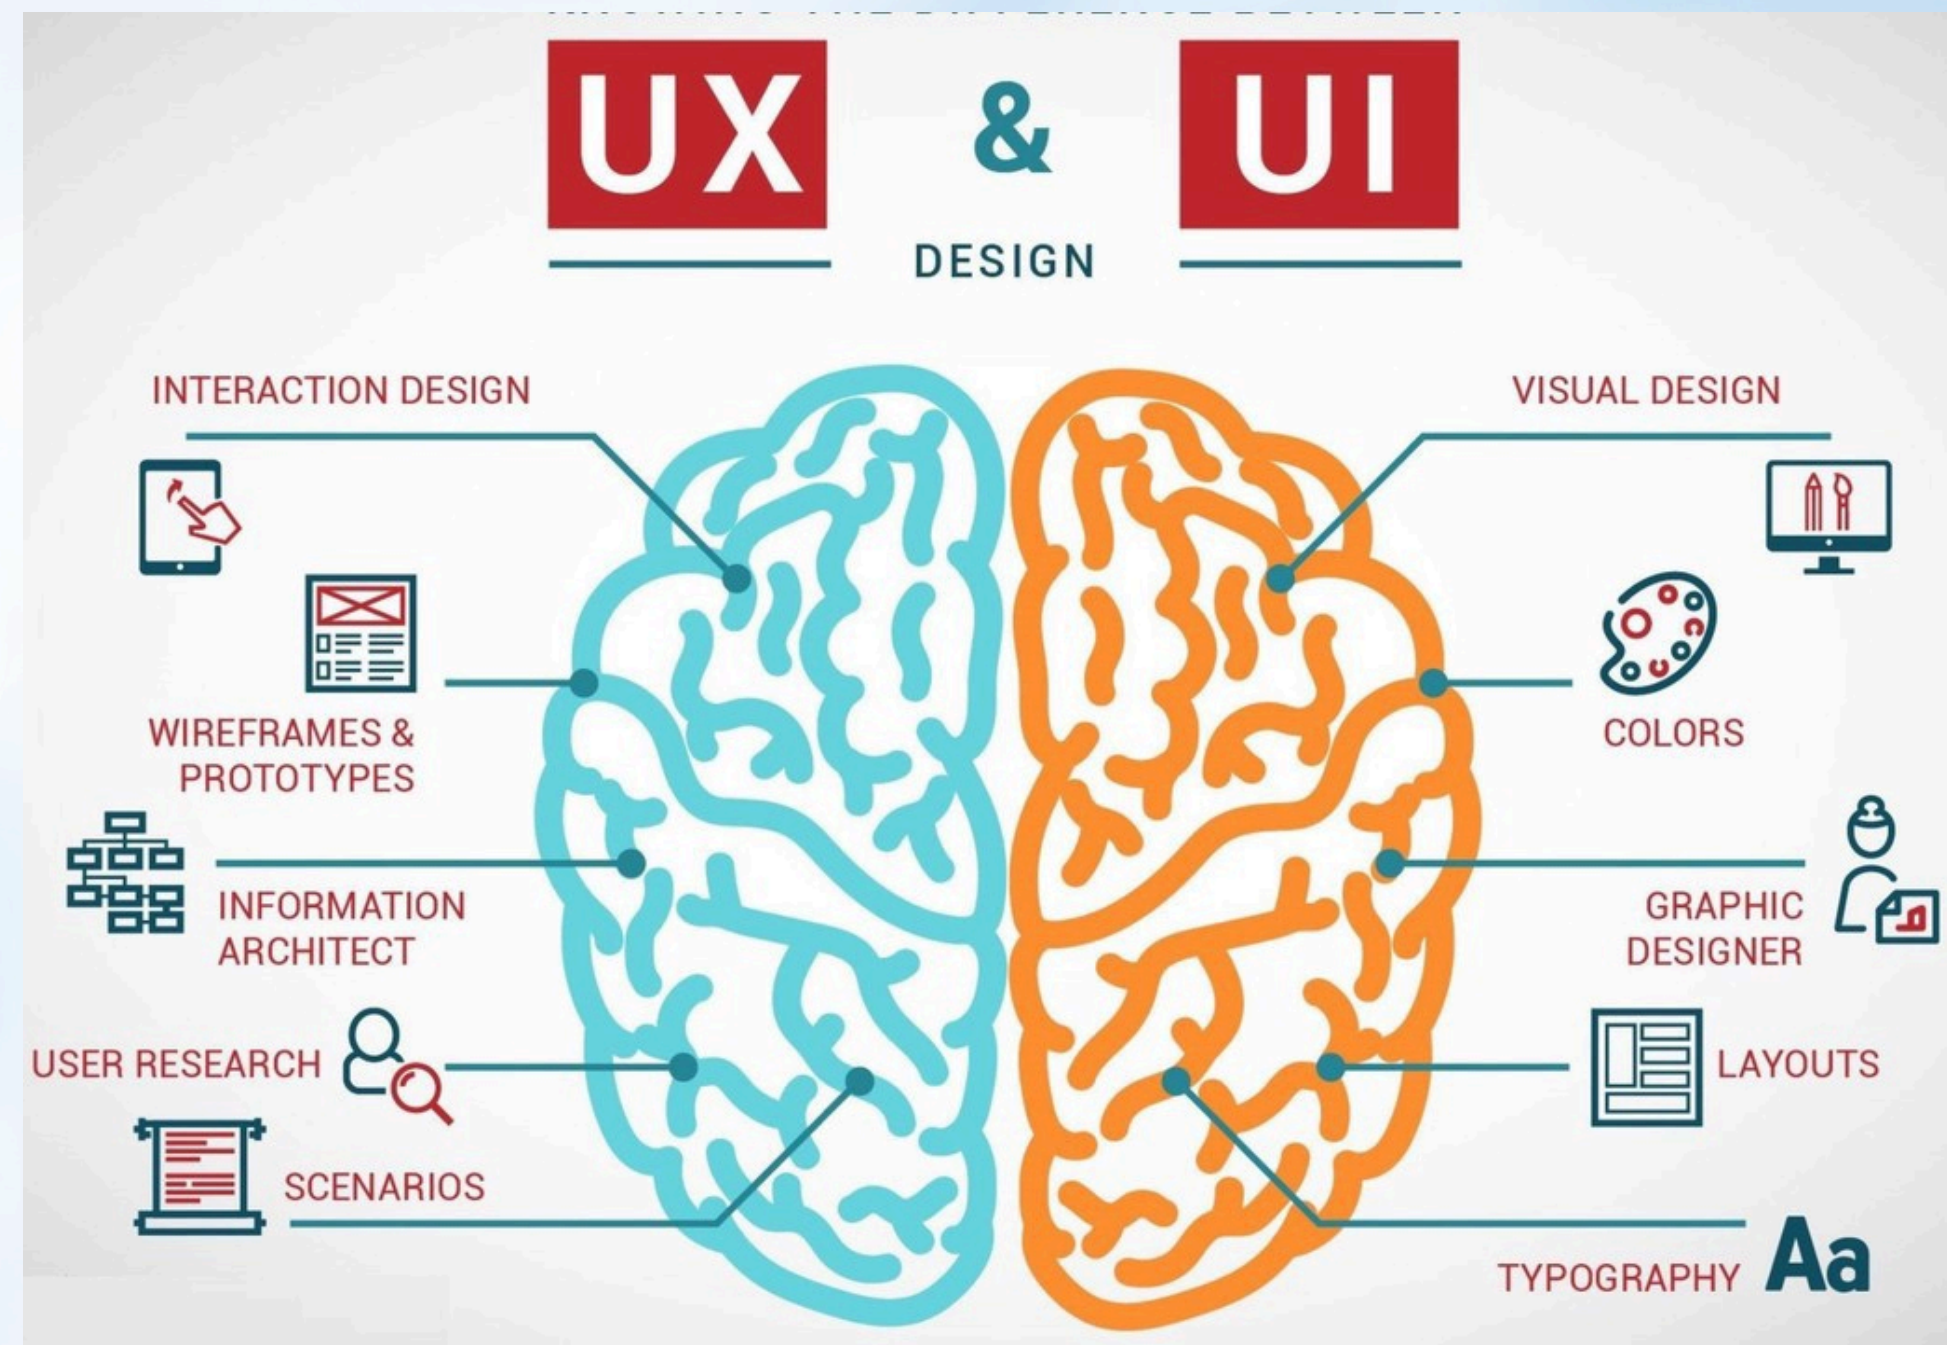 UX & UI
DESIGN
INTERACTION DESIGN
WIREFRAMES &
PROTOTYPES
INFORMATION
ARCHITECT
USER RESEARCH
SCENARIOS
VISUAL DESIGN
COLORS
GRAPHIC
DESIGNER
LAYOUTS
TYPOGRAPHY Aa